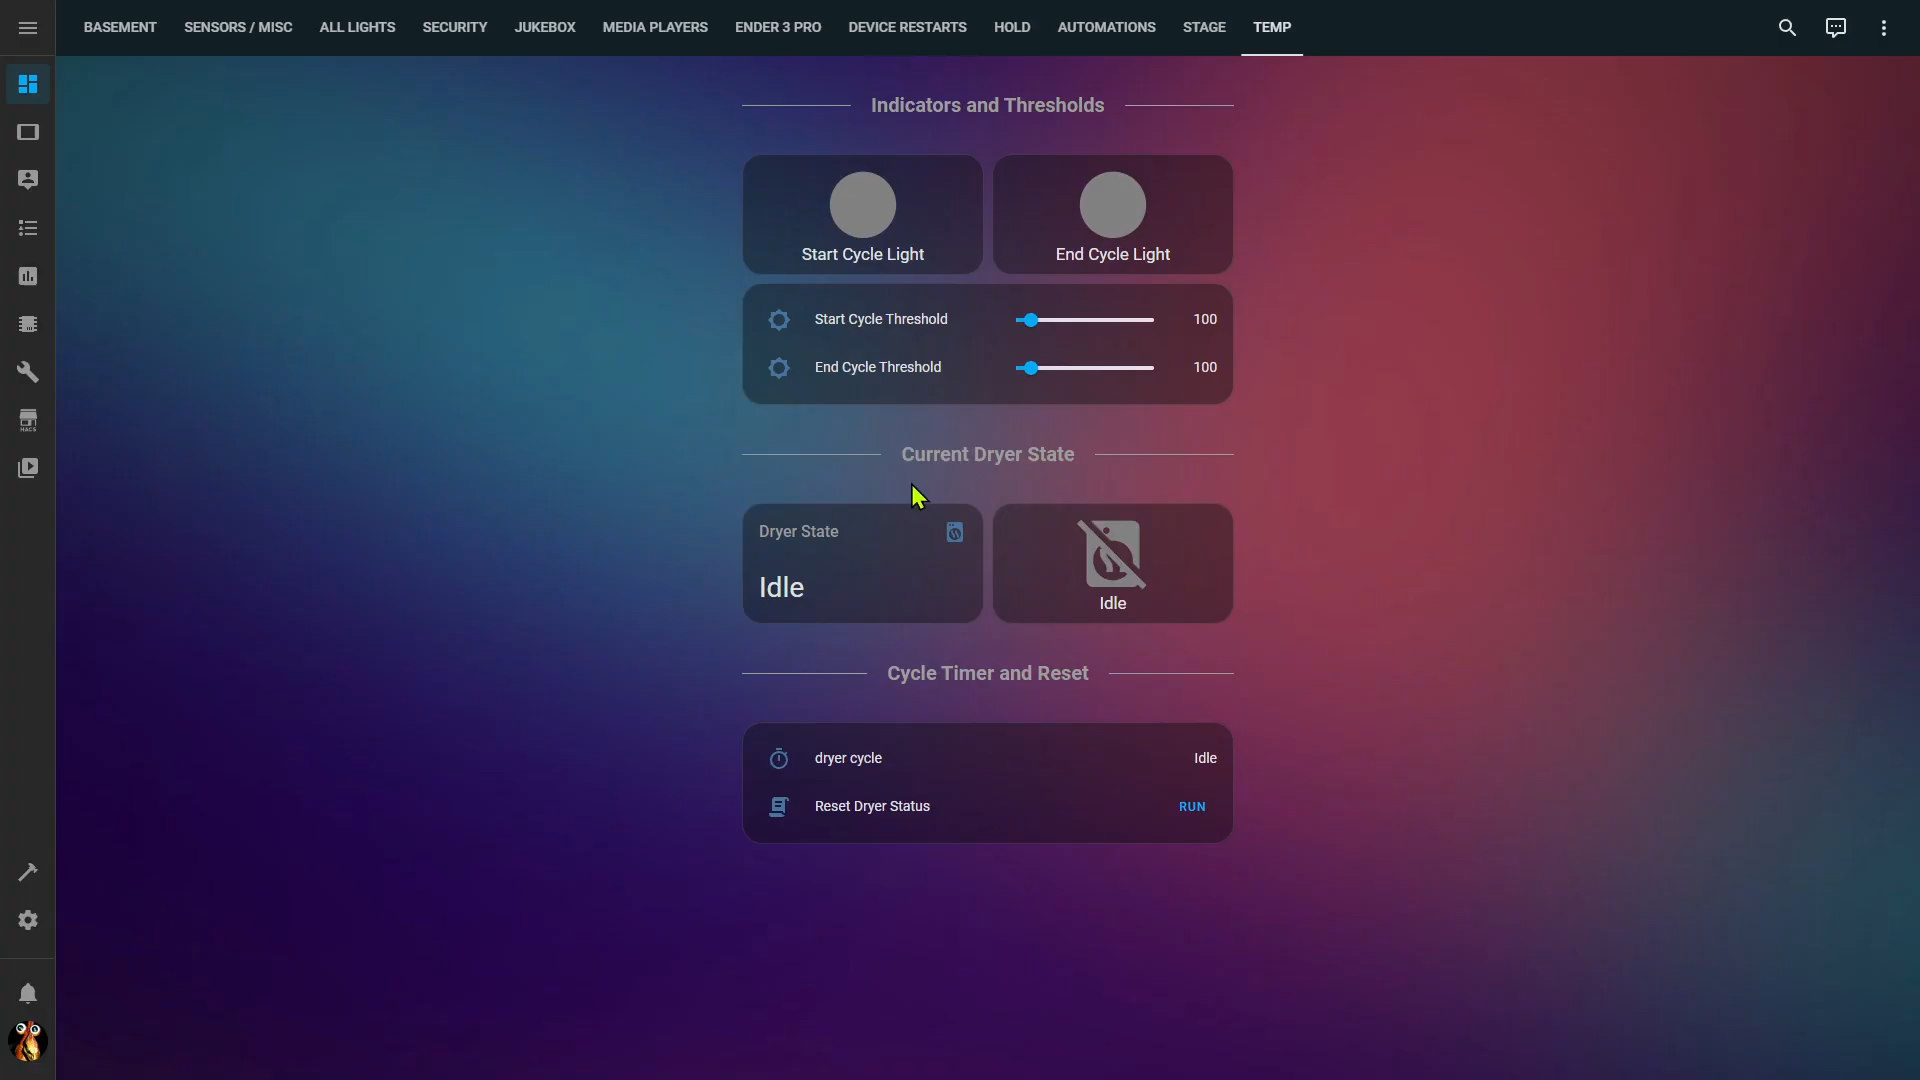 BASEMENT SENSORS / MISC ALL LIGHTS SECURITY JUKEBOX MEDIA PLAYERS ENDER 3 PRO DEVICE RESTARTS HOLD AUTOMATIONS STAGE TEMP
Indicators and Thresholds
Start Cycle Light End Cycle Light
Start Cycle Threshold 100
End Cycle Threshold 100
HACS
Current Dryer State
Dryer State
Idle
Idle
Cycle Timer and Reset
dryer cycle Idle
Reset Dryer Status RUN